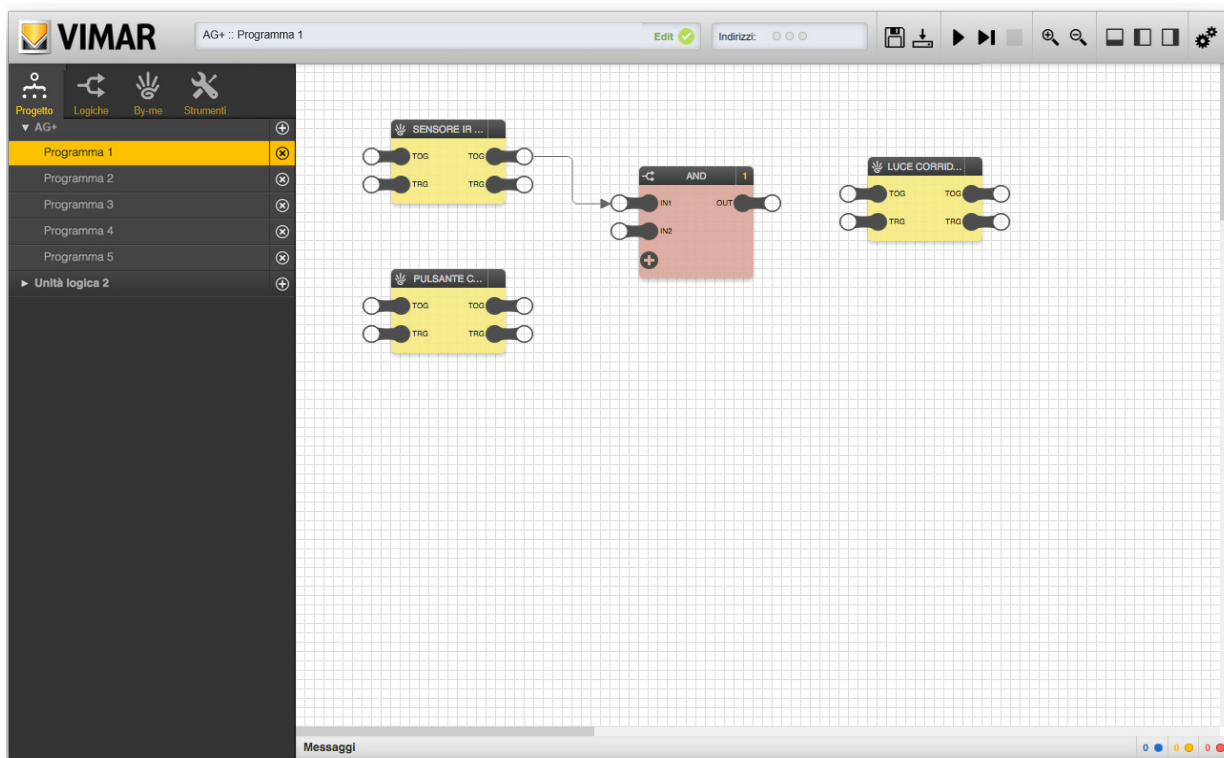 VIMAR
AG+ :: Programma 1
Edit
Indirizzi:
Progetto
Logiche
By-me
Strumenti
AG+
Programma 1
Programma 2
Programma 3
Programma 4
Programma 5
Unità logica 2
SENSORE IR ...
TOG TOG
TRG TRG
AND 1
IN1 OUT
IN2
LUCE CORRID...
TOG TOG
TRG TRG
PULSANTE C...
TOG TOG
TRG TRG
Messaggi
0
0
0